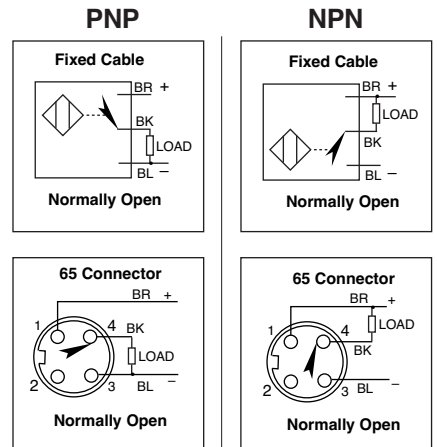 PNP
NPN
Fixed Cable
BR +
BK
LOAD
BL –
Normally Open
Fixed Cable
BR +
LOAD
BK
BL –
Normally Open
65 Connector
BR +
1
4 BK
LOAD
2
3 BL –
Normally Open
65 Connector
BR +
1
4
LOAD
BK
2
3 BL –
Normally Open